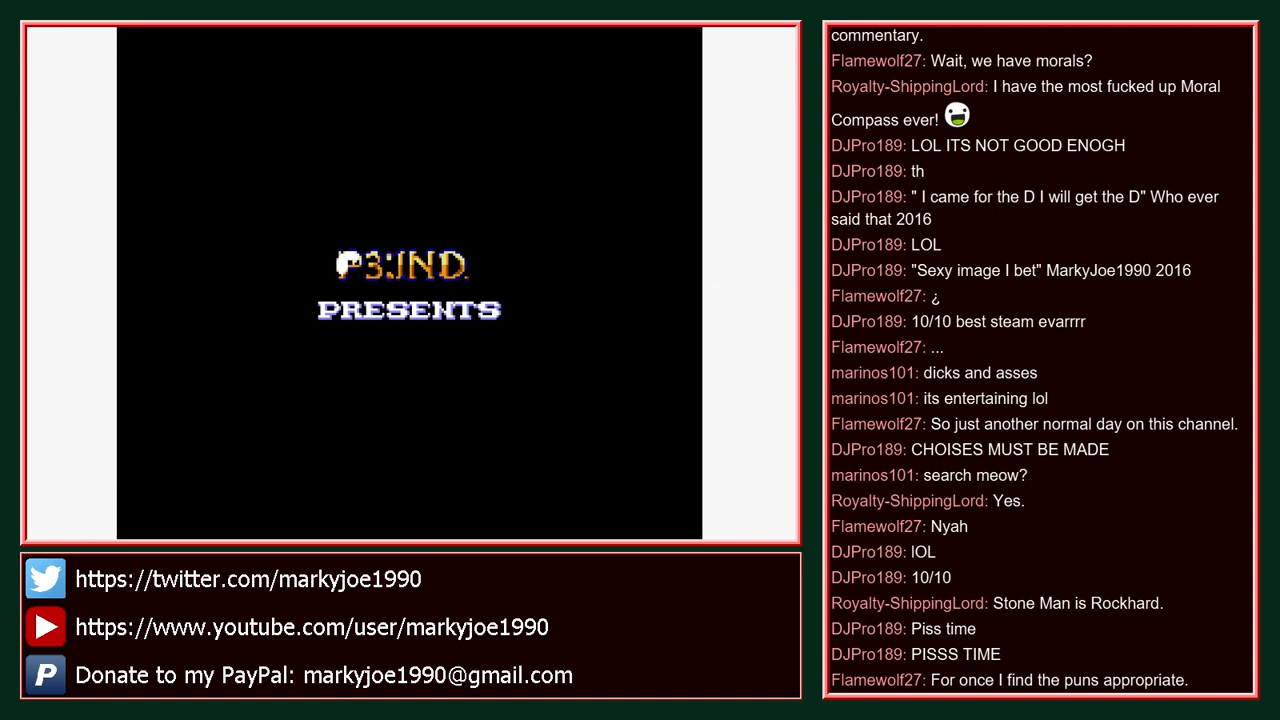 PRESENTS
https://twitter.com/markyjoe1990
https://www.youtube.com/user/markyjoe1990
P
Donate to my PayPal: markyjoe1990@gmail.com
commentary.
Flamewolf27: Wait, we have morals?
Royalty-ShippingLord: I have the most fucked up Moral
Compass ever!
DJPro189: LOL ITS NOT GOOD ENOGH
DJPro189: th
DJPro189: " I came for the D I will get the D" Who ever
said that 2016
DJPro189: LOL
DJPro189: "Sexy image I bet" MarkyJoe1990 2016
Flamewolf27: ¿
DJPro189: 10/10 best steam evarrrr
Flamewolf27: ...
marinos101: dicks and asses
marinos101: its entertaining lol
Flamewolf27: So just another normal day on this channel.
DJPro189: CHOISES MUST BE MADE
marinos101: search meow?
Royalty-ShippingLord: Yes.
Flamewolf27: Nyah
DJPro189: lOL
DJPro189: 10/10
Royalty-ShippingLord: Stone Man is Rockhard.
DJPro189: Piss time
DJPro189: PISSS TIME
Flamewolf27: For once I find the puns appropriate.